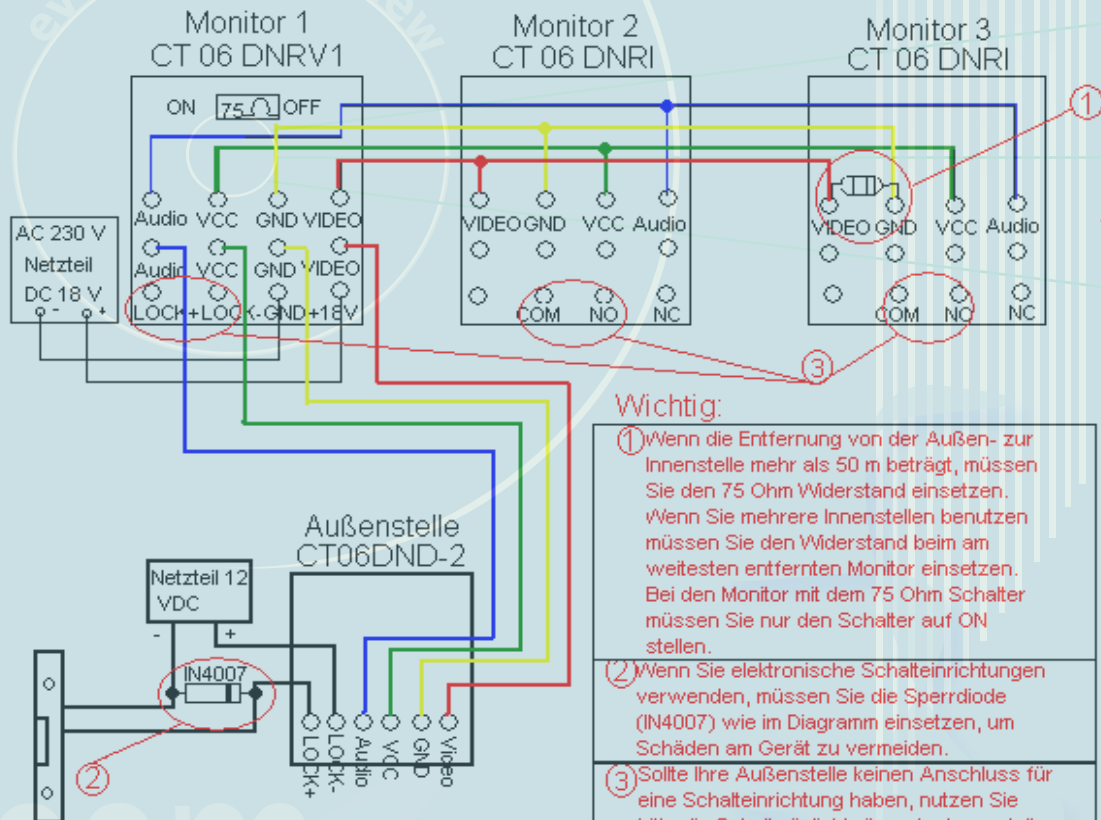 Monitor 1
CT 06 DNRV1
Monitor 2
CT 06 DNRI
Monitor 3
CT 06 DNRI
ON 75Ω OFF
1
Audio VCC GND VIDEO
VIDEO GND VCC Audio
VIDEO GND VCC Audio
AC 230 V
Netzteil
DC 18 V
- +
Audio VCC GND VIDEO
LOCK+ LOCK- GND +18V
COM NO NC
COM NO NC
3
Wichtig:
1 Wenn die Entfernung von der Außen- zur
Innenstelle mehr als 50 m beträgt, müssen
Sie den 75 Ohm Widerstand einsetzen.
Wenn Sie mehrere Innenstellen benutzen
müssen Sie den Widerstand beim am
weitesten entfernten Monitor einsetzen.
Bei den Monitor mit dem 75 Ohm Schalter
müssen Sie nur den Schalter auf ON
stellen.
2 Wenn Sie elektronische Schalteinrichtungen
verwenden, müssen Sie die Sperrdiode
(IN4007) wie im Diagramm einsetzen, um
Schäden am Gerät zu vermeiden.
3 Sollte Ihre Außenstelle keinen Anschluss für
eine Schalteinrichtung haben, nutzen Sie
Außenstelle
CT06DND-2
Netzteil 12
VDC
- +
IN4007
2
LOCK+
LOCK-
Audio
VCC
GND
Video